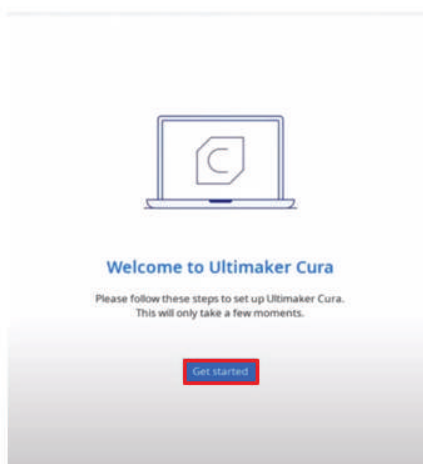 Welcome to Ultimaker Cura
Please follow these steps to set up Ultimaker Cura.
This will only take a few moments.
Get started